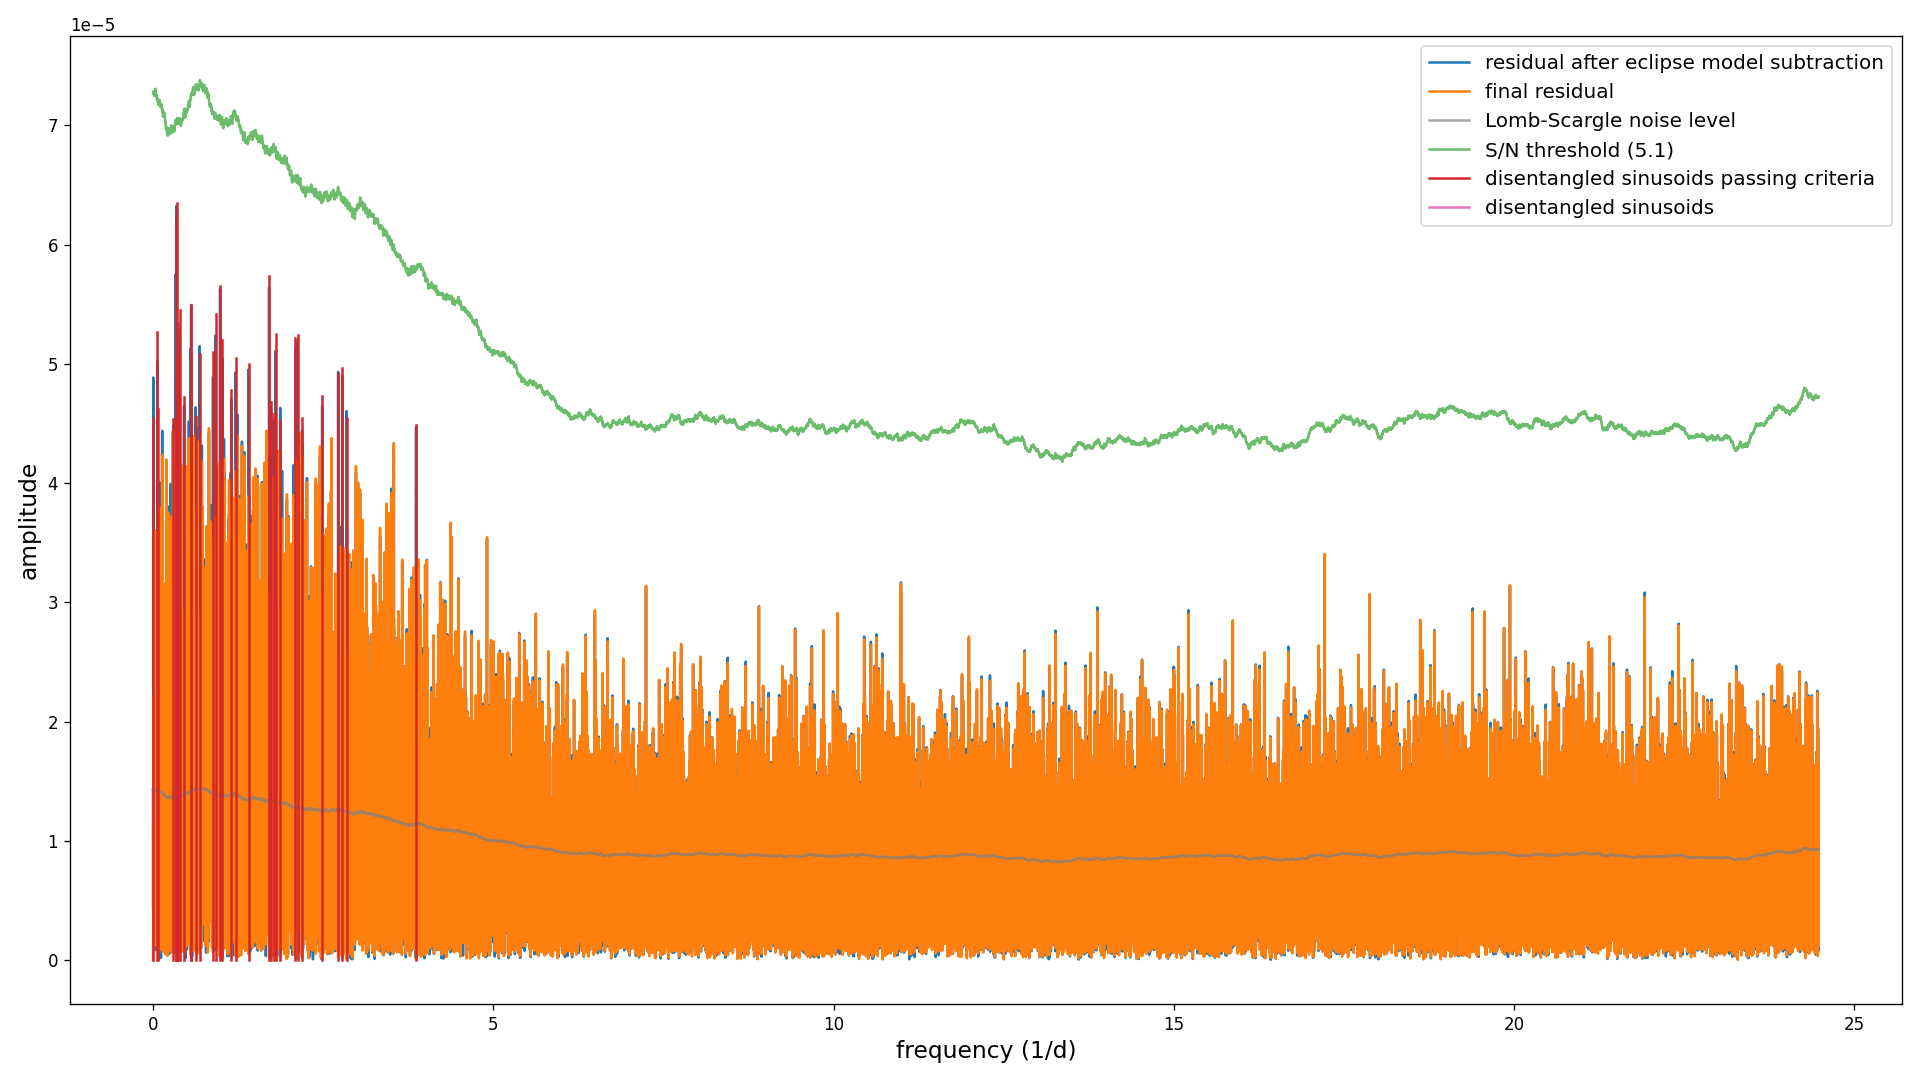 1e−5
residual after eclipse model subtraction
final residual
Lomb-Scargle noise level
S/N threshold (5.1)
disentangled sinusoids passing criteria
disentangled sinusoids
7
6
5
4
3
2
1
0
amplitude
0 5 10 15 20 25
frequency (1/d)